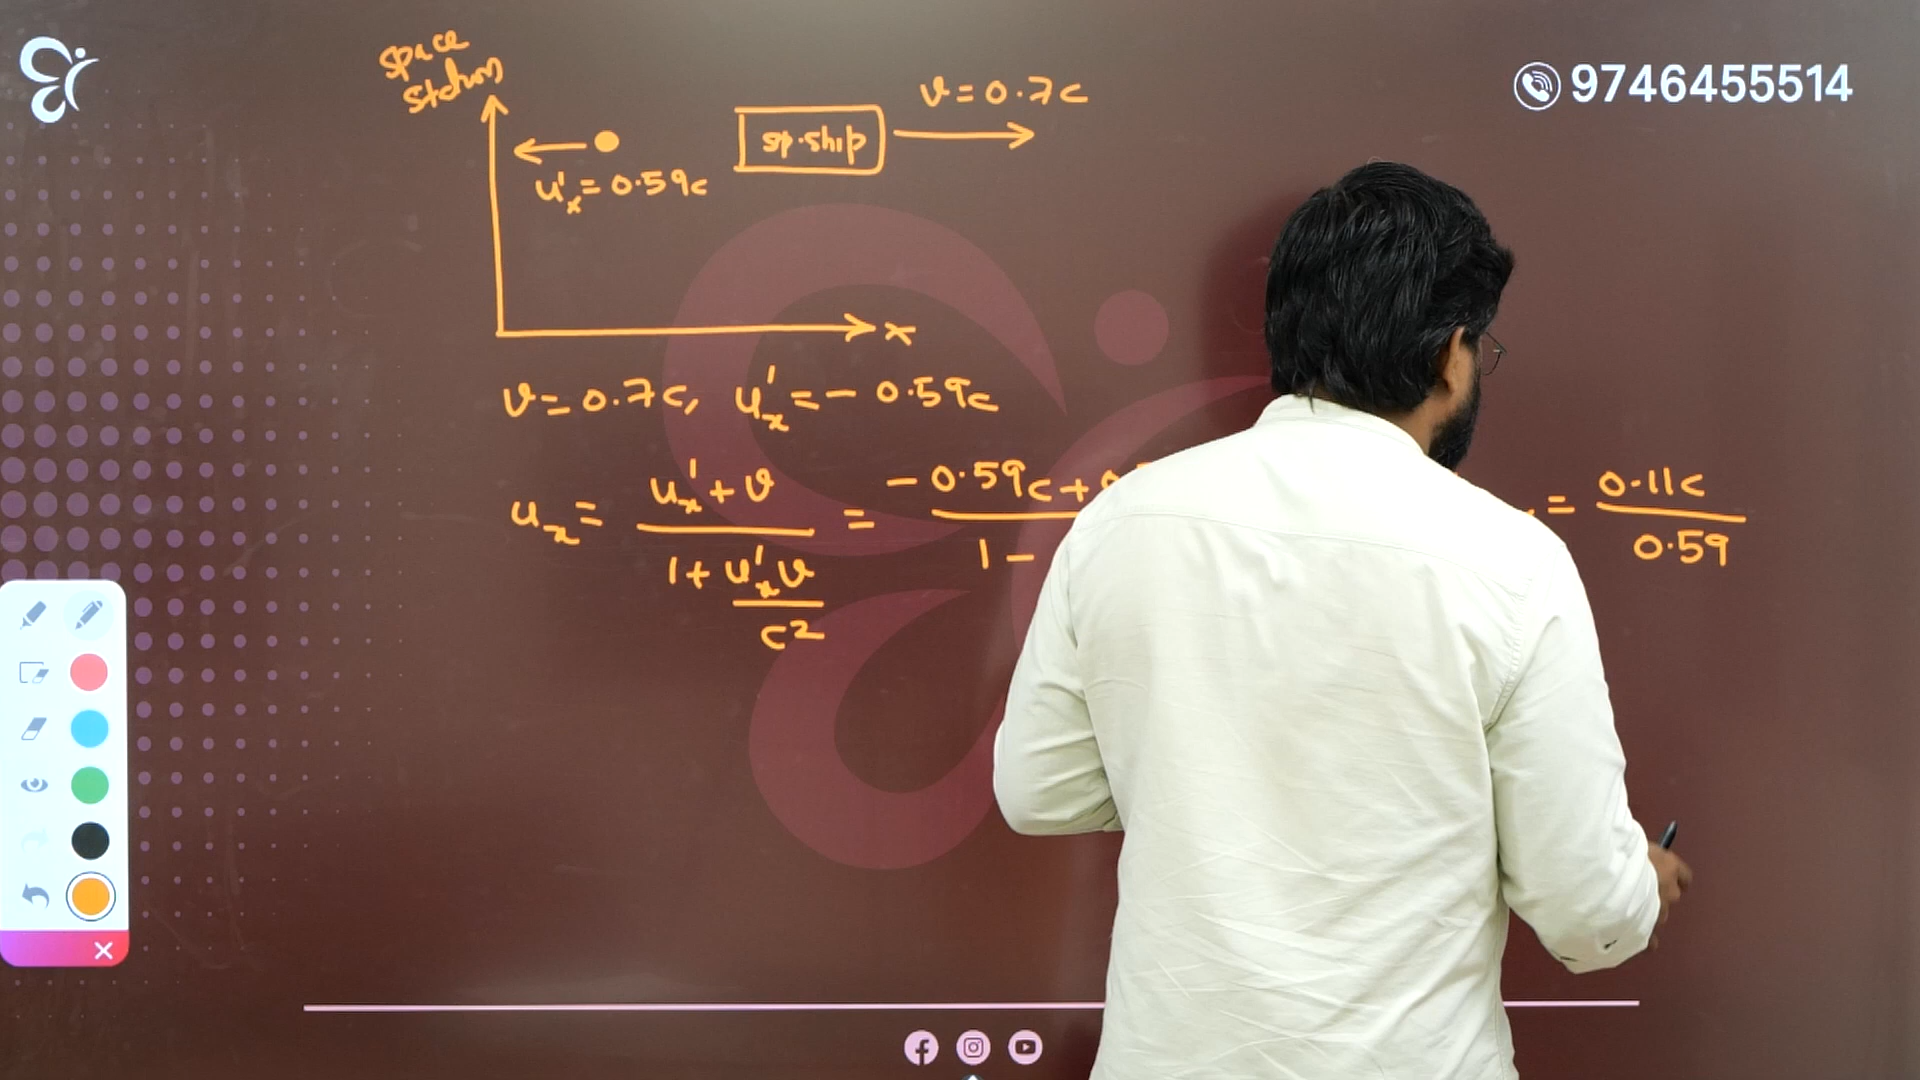 space
station
9746455514
v = 0.7c
sp.ship
u'ₓ = 0.59c
x
v = 0.7c, u'ₓ = - 0.59c
uₓ = (u'ₓ + v) / (1 + u'ₓv / c²) = - 0.59c +
1 -
= 0.11c / 0.59